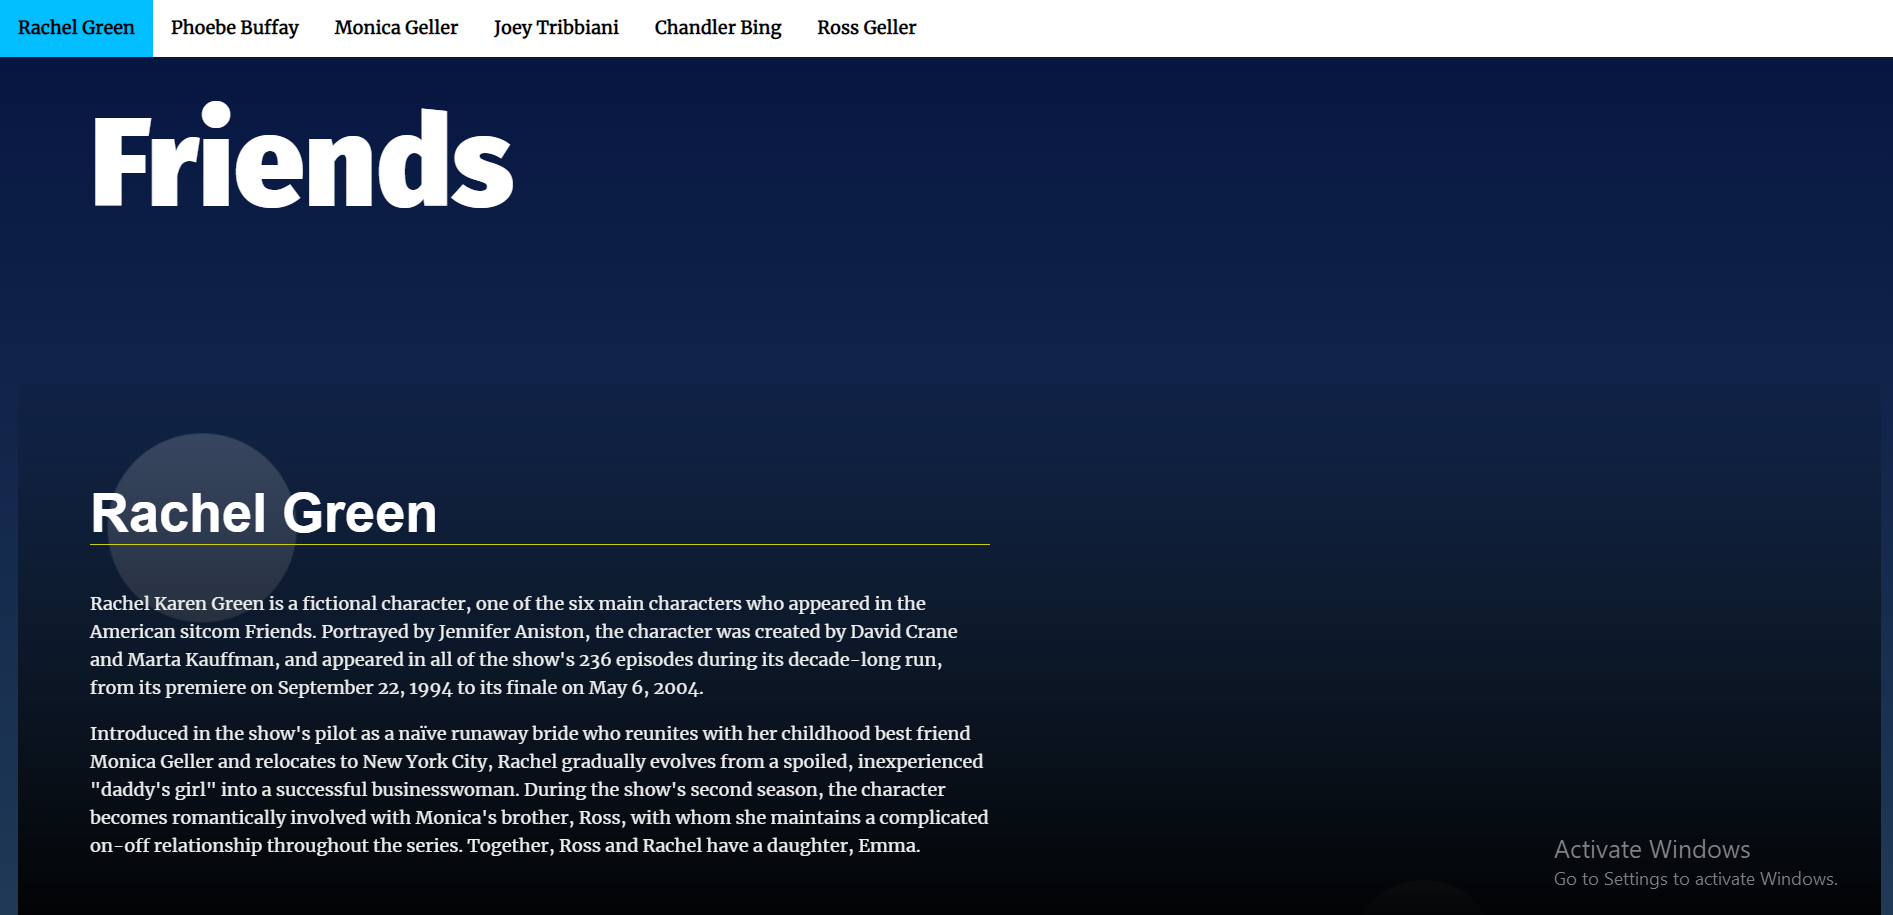 Rachel Green Phoebe Buffay Monica Geller Joey Tribbiani Chandler Bing Ross Geller
Friends
Rachel Green
Rachel Karen Green is a fictional character, one of the six main characters who appeared in the
American sitcom Friends. Portrayed by Jennifer Aniston, the character was created by David Crane
and Marta Kauffman, and appeared in all of the show's 236 episodes during its decade-long run,
from its premiere on September 22, 1994 to its finale on May 6, 2004.
Introduced in the show's pilot as a naïve runaway bride who reunites with her childhood best friend
Monica Geller and relocates to New York City, Rachel gradually evolves from a spoiled, inexperienced
"daddy's girl" into a successful businesswoman. During the show's second season, the character
becomes romantically involved with Monica's brother, Ross, with whom she maintains a complicated
on-off relationship throughout the series. Together, Ross and Rachel have a daughter, Emma.
Activate Windows
Go to Settings to activate Windows.